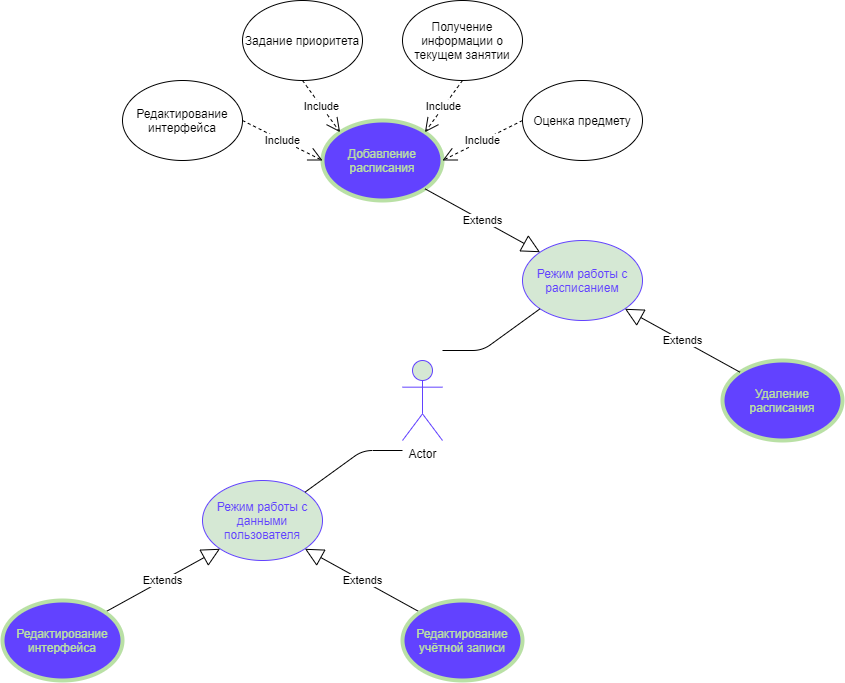 Задание приоритета
Получение
информации о
текущем занятии
Редактирование
интерфейса
Оценка предмету
Include
Include
Include
Include
Добавление
расписания
Extends
Режим работы с
расписанием
Extends
Удаление
расписания
Actor
Режим работы с
данными
пользователя
Extends
Extends
Редактирование
интерфейса
Редактирование
учётной записи